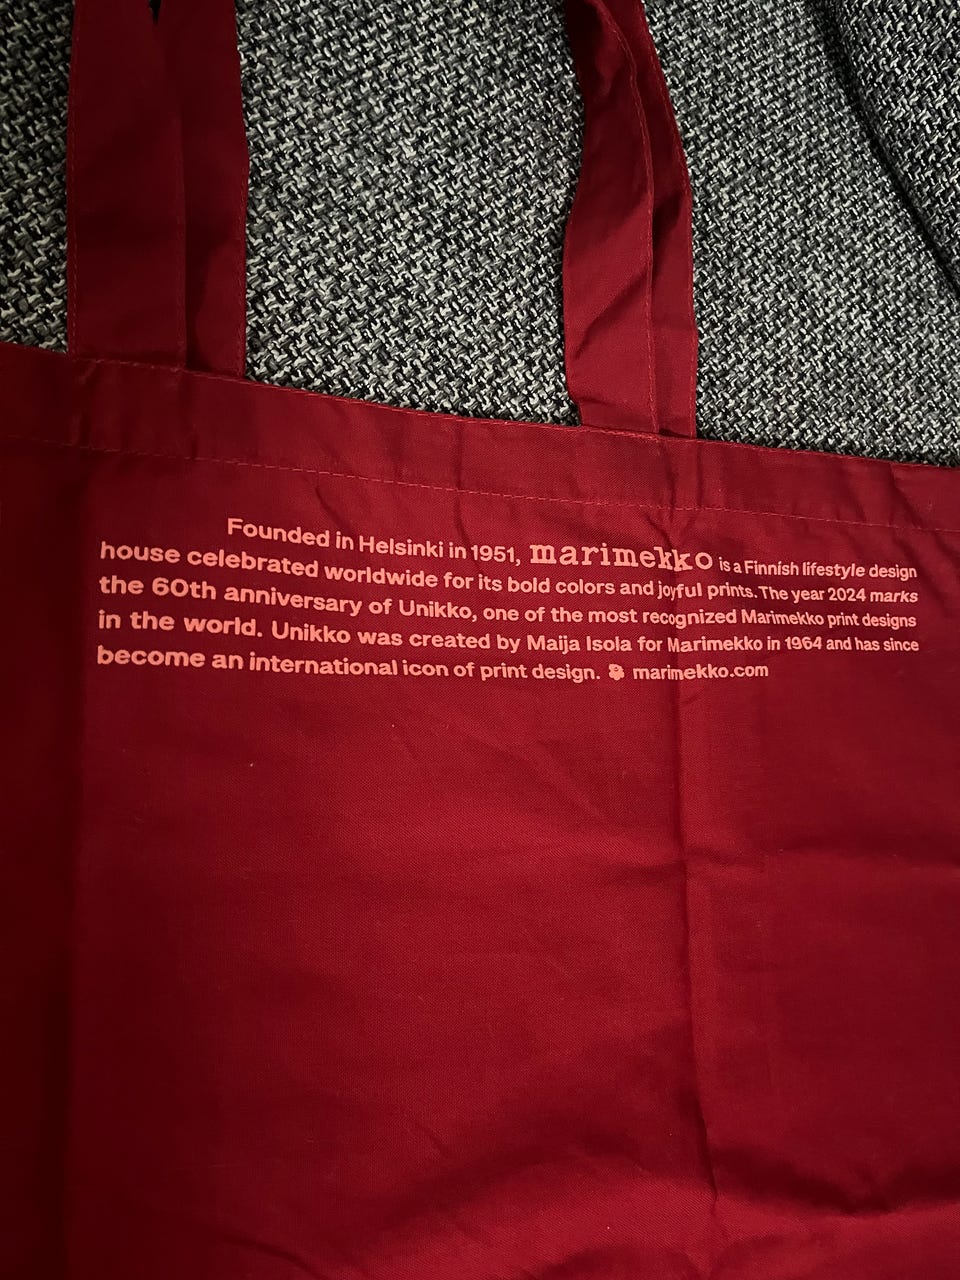 Founded in Helsinki in 1951, marimekko is a Finnish lifestyle design
house celebrated worldwide for its bold colors and joyful prints. The year 2024 marks
the 60th anniversary of Unikko, one of the most recognized Marimekko print designs
in the world. Unikko was created by Maija Isola for Marimekko in 1964 and has since
become an international icon of print design. marimekko.com